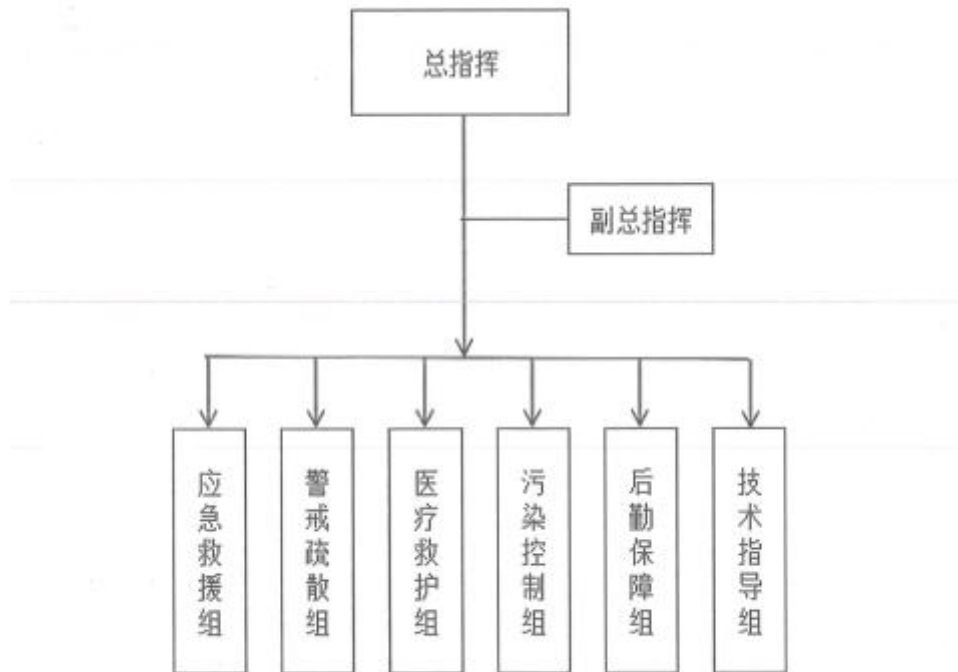 总指挥
副总指挥
应急救援组
警戒疏散组
医疗救护组
污染控制组
后勤保障组
技术指导组